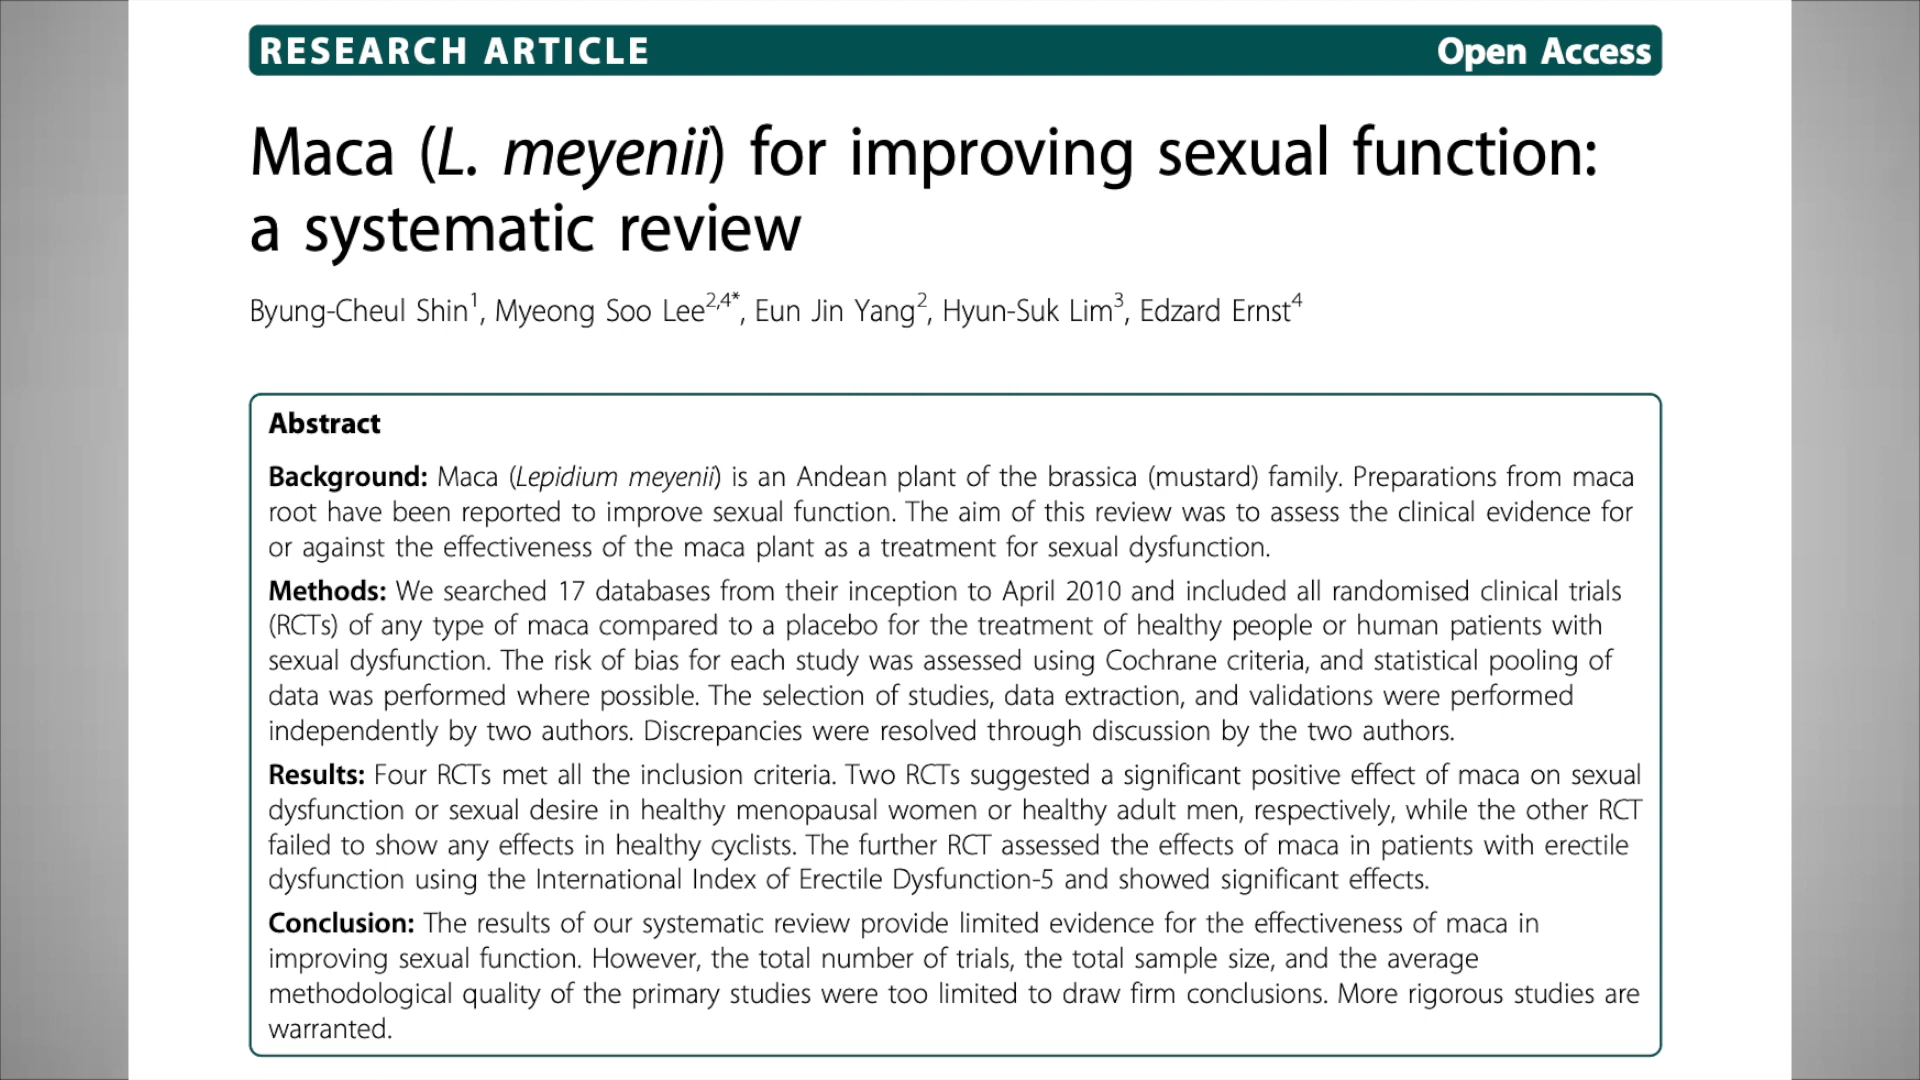 RESEARCH ARTICLE Open Access
Maca (L. meyenii) for improving sexual function:
a systematic review
Byung-Cheul Shin1, Myeong Soo Lee2,4*, Eun Jin Yang2, Hyun-Suk Lim3, Edzard Ernst4
Abstract
Background: Maca (Lepidium meyenii) is an Andean plant of the brassica (mustard) family. Preparations from maca
root have been reported to improve sexual function. The aim of this review was to assess the clinical evidence for
or against the effectiveness of the maca plant as a treatment for sexual dysfunction.
Methods: We searched 17 databases from their inception to April 2010 and included all randomised clinical trials
(RCTs) of any type of maca compared to a placebo for the treatment of healthy people or human patients with
sexual dysfunction. The risk of bias for each study was assessed using Cochrane criteria, and statistical pooling of
data was performed where possible. The selection of studies, data extraction, and validations were performed
independently by two authors. Discrepancies were resolved through discussion by the two authors.
Results: Four RCTs met all the inclusion criteria. Two RCTs suggested a significant positive effect of maca on sexual
dysfunction or sexual desire in healthy menopausal women or healthy adult men, respectively, while the other RCT
failed to show any effects in healthy cyclists. The further RCT assessed the effects of maca in patients with erectile
dysfunction using the International Index of Erectile Dysfunction-5 and showed significant effects.
Conclusion: The results of our systematic review provide limited evidence for the effectiveness of maca in
improving sexual function. However, the total number of trials, the total sample size, and the average
methodological quality of the primary studies were too limited to draw firm conclusions. More rigorous studies are
warranted.